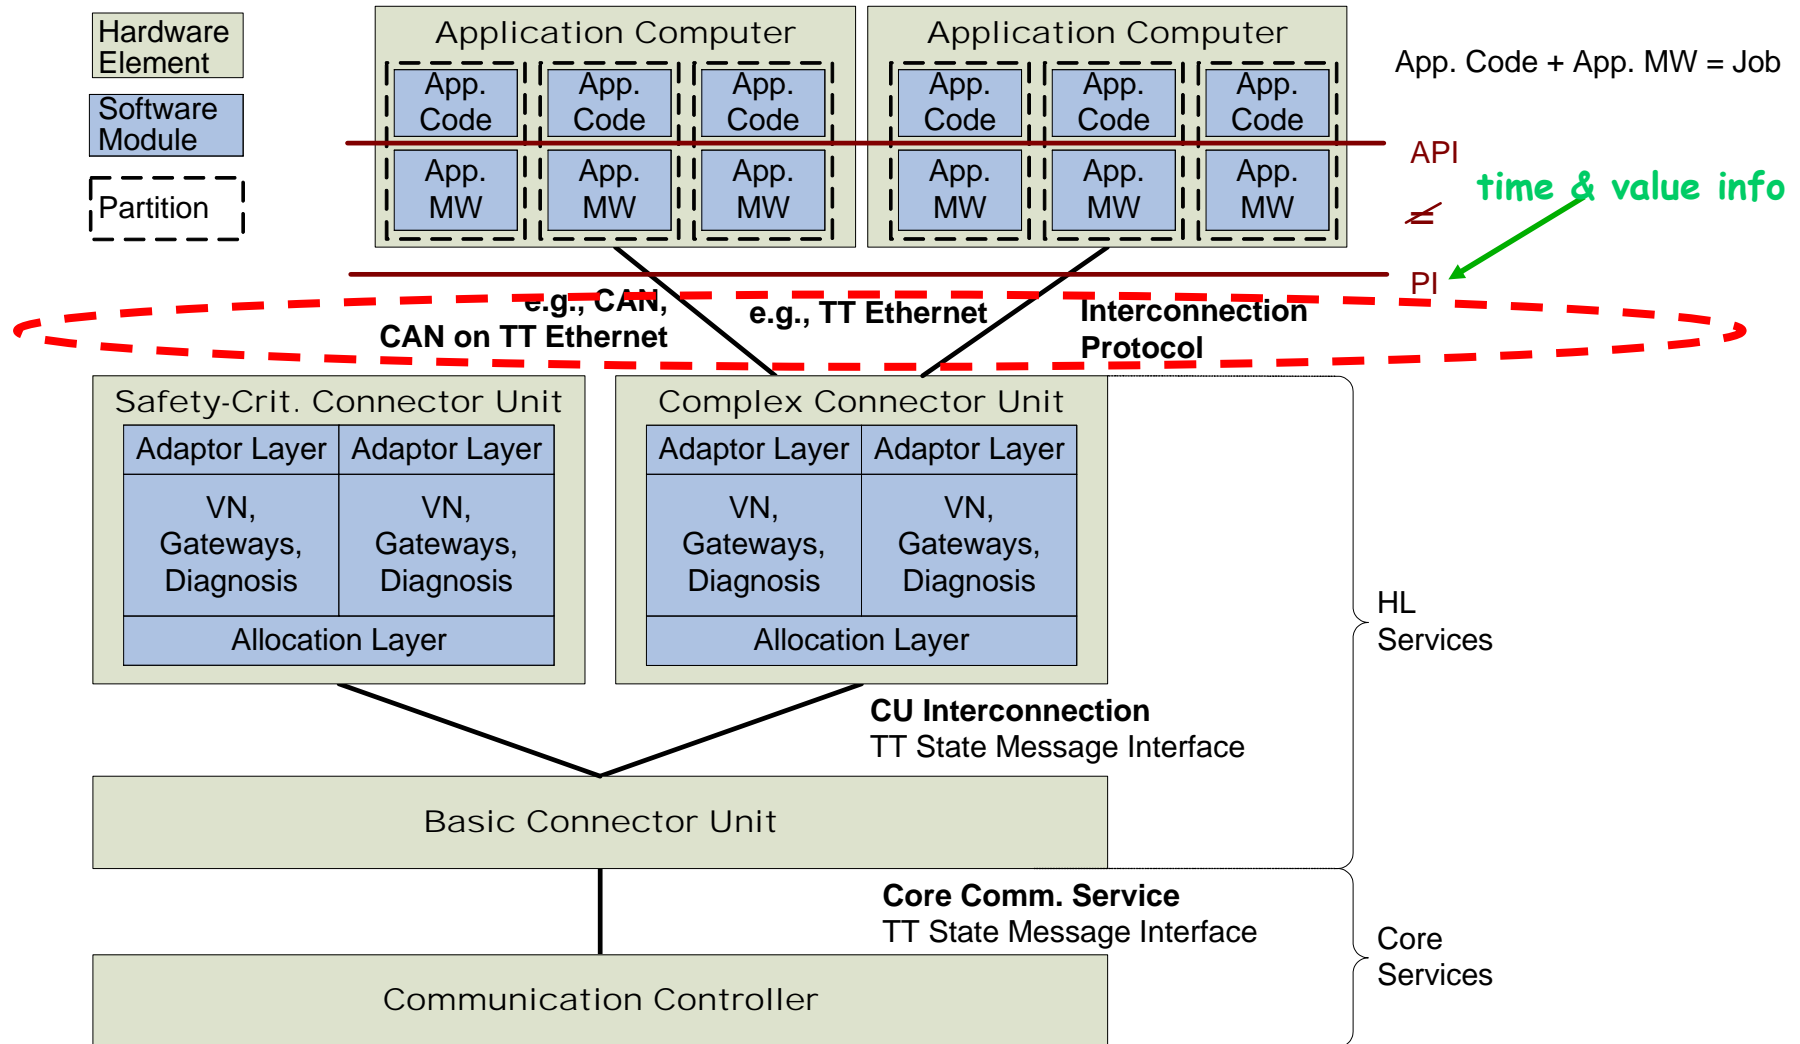 Hardware
Element
Software
Module
Partition
Application Computer
App.
Code
App.
Code
App.
Code
App.
MW
App.
MW
App.
MW
Application Computer
App.
Code
App.
Code
App.
Code
App.
MW
App.
MW
App.
MW
App. Code + App. MW = Job
API
time & value info
≠
PI
e.g., CAN,
CAN on TT Ethernet
e.g., TT Ethernet
Interconnection
Protocol
Safety-Crit. Connector Unit
Adaptor Layer
Adaptor Layer
VN,
Gateways,
Diagnosis
VN,
Gateways,
Diagnosis
Allocation Layer
Complex Connector Unit
Adaptor Layer
Adaptor Layer
VN,
Gateways,
Diagnosis
VN,
Gateways,
Diagnosis
Allocation Layer
HL
Services
CU Interconnection
TT State Message Interface
Basic Connector Unit
Core Comm. Service
TT State Message Interface
Core
Services
Communication Controller